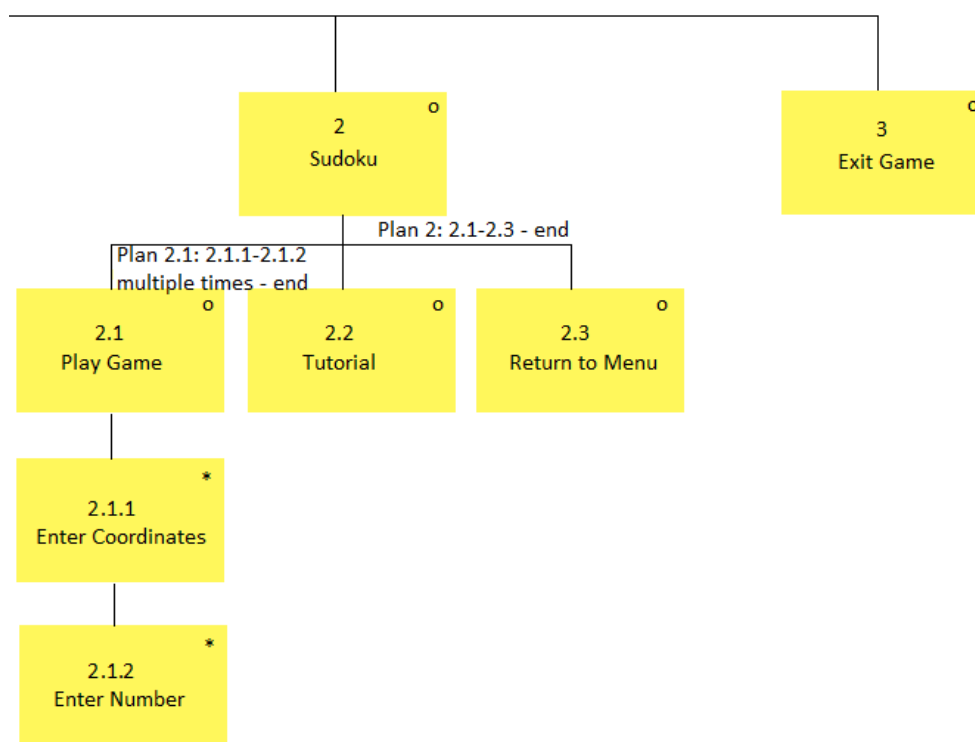 o
2
Sudoku
o
3
Exit Game
Plan 2: 2.1-2.3 - end
Plan 2.1: 2.1.1-2.1.2
multiple times - end
o
2.1
Play Game
o
2.2
Tutorial
o
2.3
Return to Menu
*
2.1.1
Enter Coordinates
*
2.1.2
Enter Number